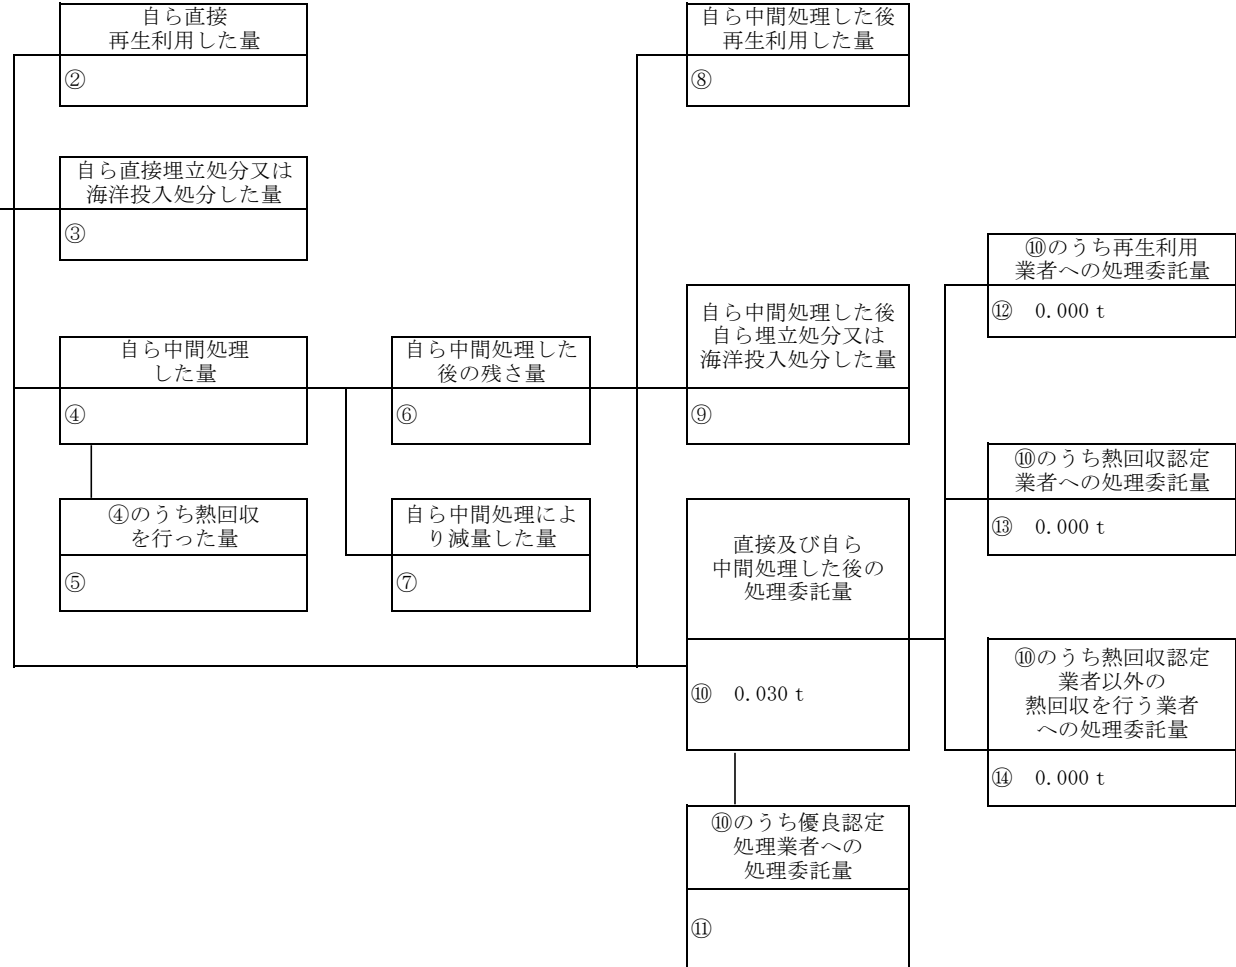 自ら直接
再生利用した量
②
自ら直接埋立処分又は
海洋投入処分した量
③
自ら中間処理
した量
④
④のうち熱回収
を行った量
⑤
自ら中間処理した
後の残さ量
⑥
自ら中間処理によ
り減量した量
⑦
自ら中間処理した後
再生利用した量
⑧
自ら中間処理した後
自ら埋立処分又は
海洋投入処分した量
⑨
直接及び自ら
中間処理した後の
処理委託量
⑩ 0.030 t
⑩のうち優良認定
処理業者への
処理委託量
⑪
⑩のうち再生利用
業者への処理委託量
⑫ 0.000 t
⑩のうち熱回収認定
業者への処理委託量
⑬ 0.000 t
⑩のうち熱回収認定
業者以外の
熱回収を行う業者
への処理委託量
⑭ 0.000 t